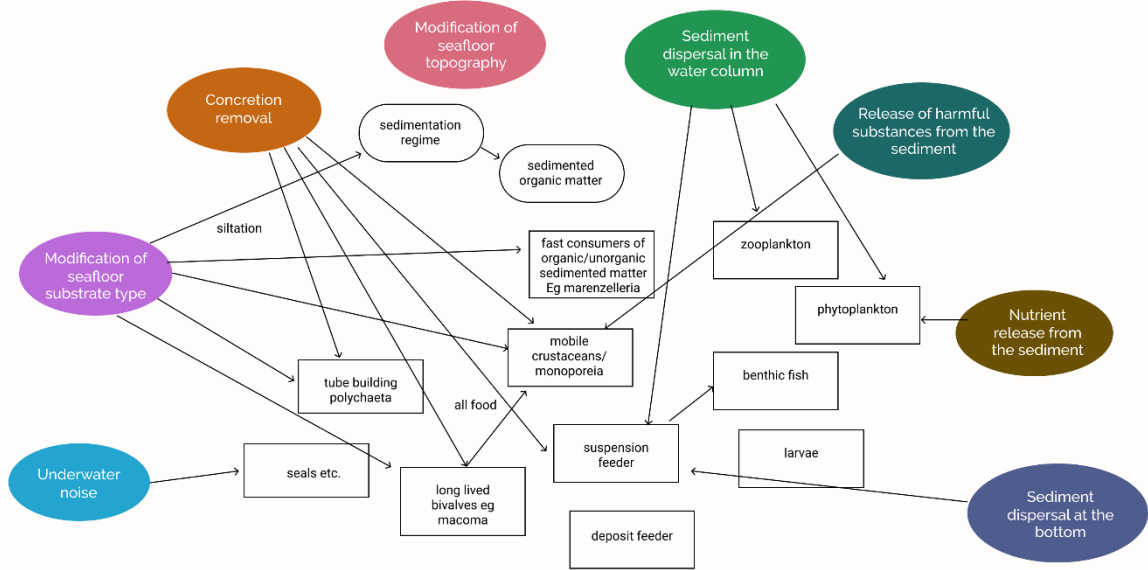 Modification of
seafloor
topography
Sediment
dispersal in the
water column
Concretion
removal
Release of harmful
substances from the
sediment
sedimentation
regime
sedimented
organic matter
siltation
Modification of
seafloor
substrate type
fast consumers of
organic/unorganic
sedimented matter
Eg marenzelleria
zooplankton
phytoplankton
Nutrient
release from
the sediment
mobile
crustaceans/
monoporeia
benthic fish
tube building
polychaeta
all food
suspension
feeder
larvae
Underwater
noise
seals etc.
long lived
bivalves eg
macoma
deposit feeder
Sediment
dispersal at the
bottom